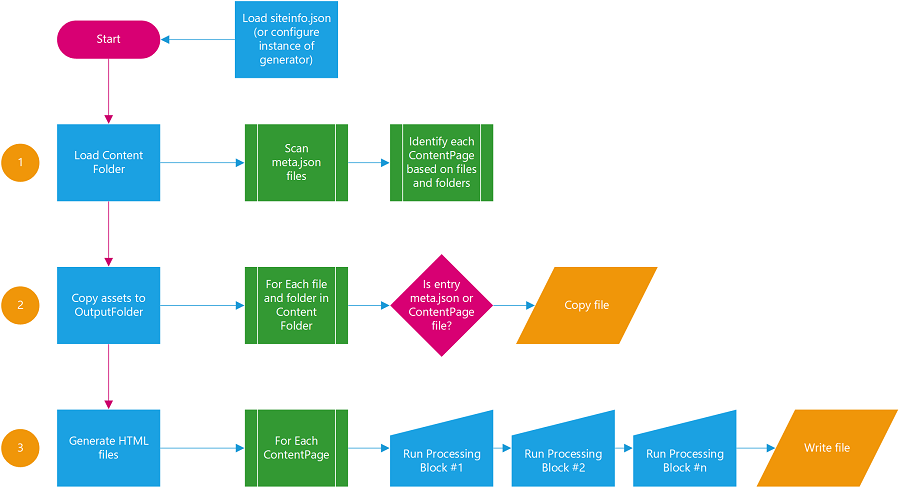 Start
Load siteinfo.json
(or configure
instance of
generator)
1
Load Content
Folder
Scan
meta.json
files
Identify each
ContentPage
based on files
and folders
2
Copy assets to
OutputFolder
For Each file
and folder in
Content
Folder
Is entry
meta.json or
ContentPage
file?
Copy file
3
Generate HTML
files
For Each
ContentPage
Run Processing
Block #1
Run Processing
Block #2
Run Processing
Block #n
Write file